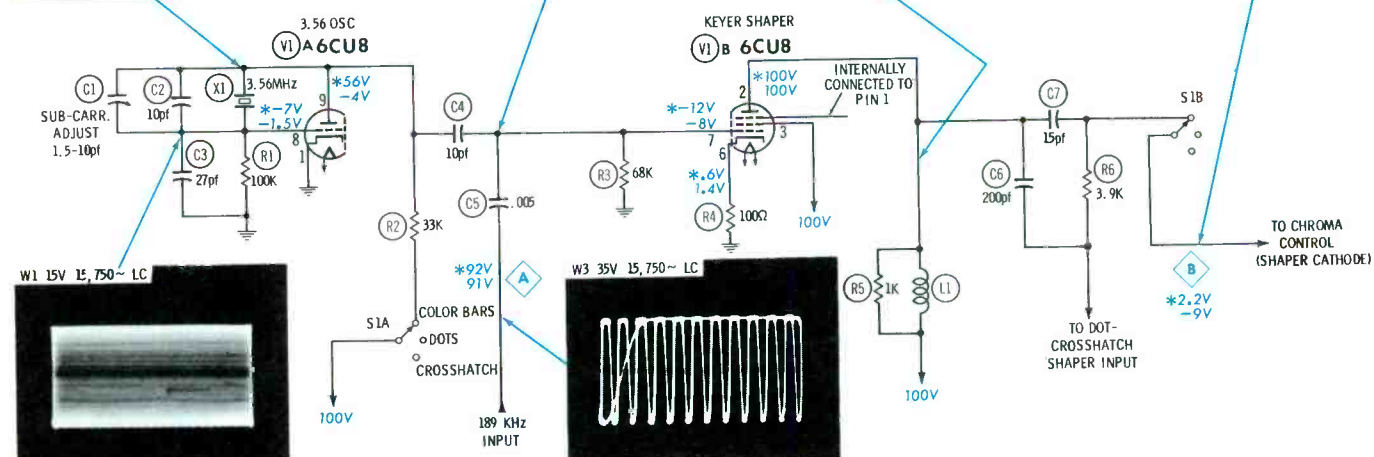 3.56 OSC
V1 A 6CU8
C1
SUB-CARR.
ADJUST
1.5-10pf
C2
10pf
X1
3.56MHz
*-7V
-1.5V
*56V
-4V
9
8
1
C3
27pf
R1
100K
C4
10pf
R2
33K
C5
.005
R3
68K
KEYER SHAPER
V1 B 6CU8
*100V
100V
2
INTERNALLY
CONNECTED TO
PIN 1
*-12V
-8V
7
3
6
*.6V
1.4V
R4
100Ω
100V
C7
15pf
S1B
C6
200pf
R6
3.9K
R5
1K
L1
100V
TO DOT-
CROSSHATCH
SHAPER INPUT
TO CHROMA
CONTROL
(SHAPER CATHODE)
B
*2.2V
-9V
W1 15V 15,750~ LC
S1A
COLOR BARS
DOTS
CROSSHATCH
100V
*92V
91V
A
189 KHz
INPUT
W3 35V 15,750~ LC